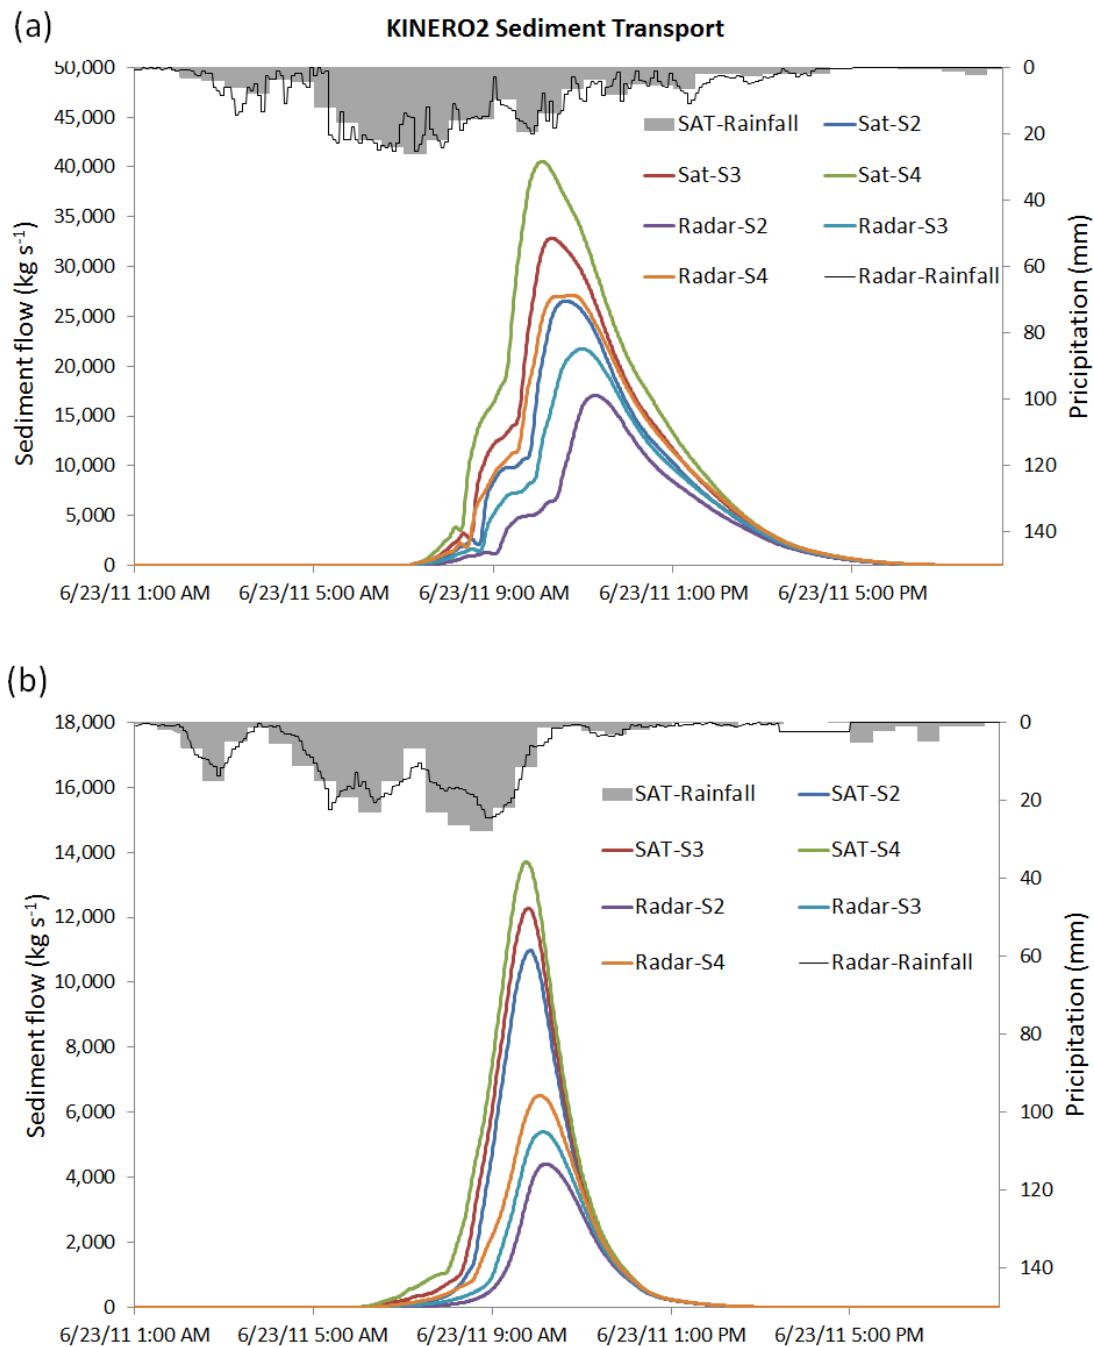 (a)
KINERO2 Sediment Transport
50,000
45,000
40,000
35,000
30,000
25,000
20,000
15,000
10,000
5,000
0
Sediment flow (kg s⁻¹)
0
20
40
60
80
100
120
140
Pricipitation (mm)
SAT-Rainfall Sat-S2
Sat-S3 Sat-S4
Radar-S2 Radar-S3
Radar-S4 Radar-Rainfall
6/23/11 1:00 AM 6/23/11 5:00 AM 6/23/11 9:00 AM 6/23/11 1:00 PM 6/23/11 5:00 PM
(b)
18,000
16,000
14,000
12,000
10,000
8,000
6,000
4,000
2,000
0
Sediment flow (kg s⁻¹)
0
20
40
60
80
100
120
140
Pricipitation (mm)
SAT-Rainfall SAT-S2
SAT-S3 SAT-S4
Radar-S2 Radar-S3
Radar-S4 Radar-Rainfall
6/23/11 1:00 AM 6/23/11 5:00 AM 6/23/11 9:00 AM 6/23/11 1:00 PM 6/23/11 5:00 PM